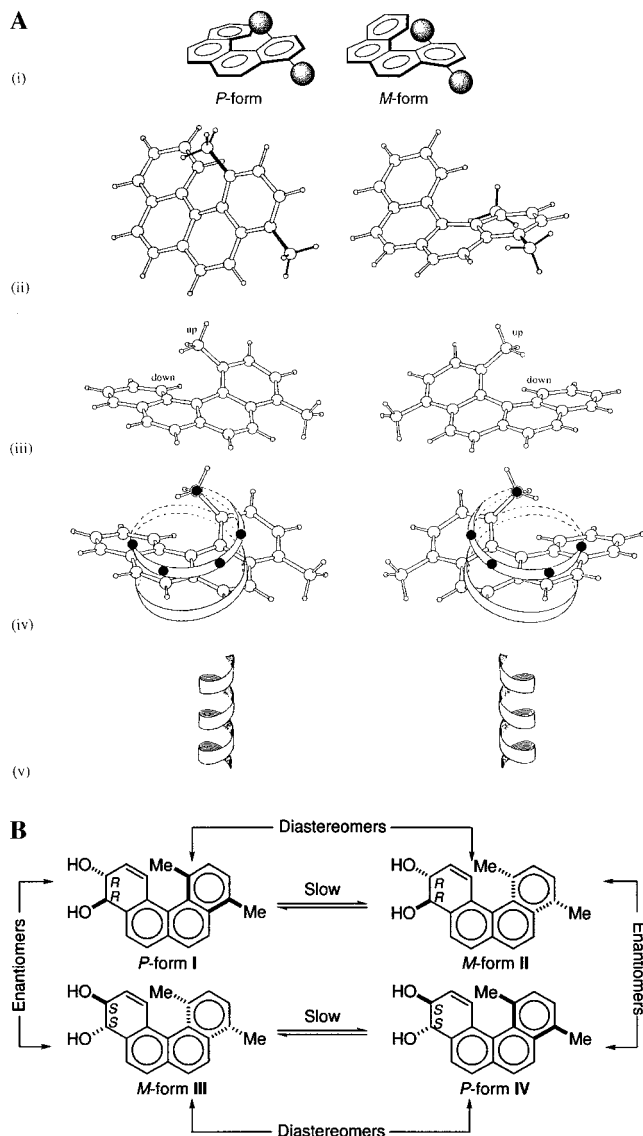 A
(i)
P-form
M-form
(ii)
up
down
up
down
(iii)
(iv)
(v)
B
Diastereomers
HO
HO
R
R
Me
Me
Slow
HO
HO
R
R
Me
Me
P-form I
M-form II
Enantiomers
Enantiomers
HO
HO
S
S
Me
Me
Slow
HO
HO
S
S
Me
Me
M-form III
P-form IV
Diastereomers